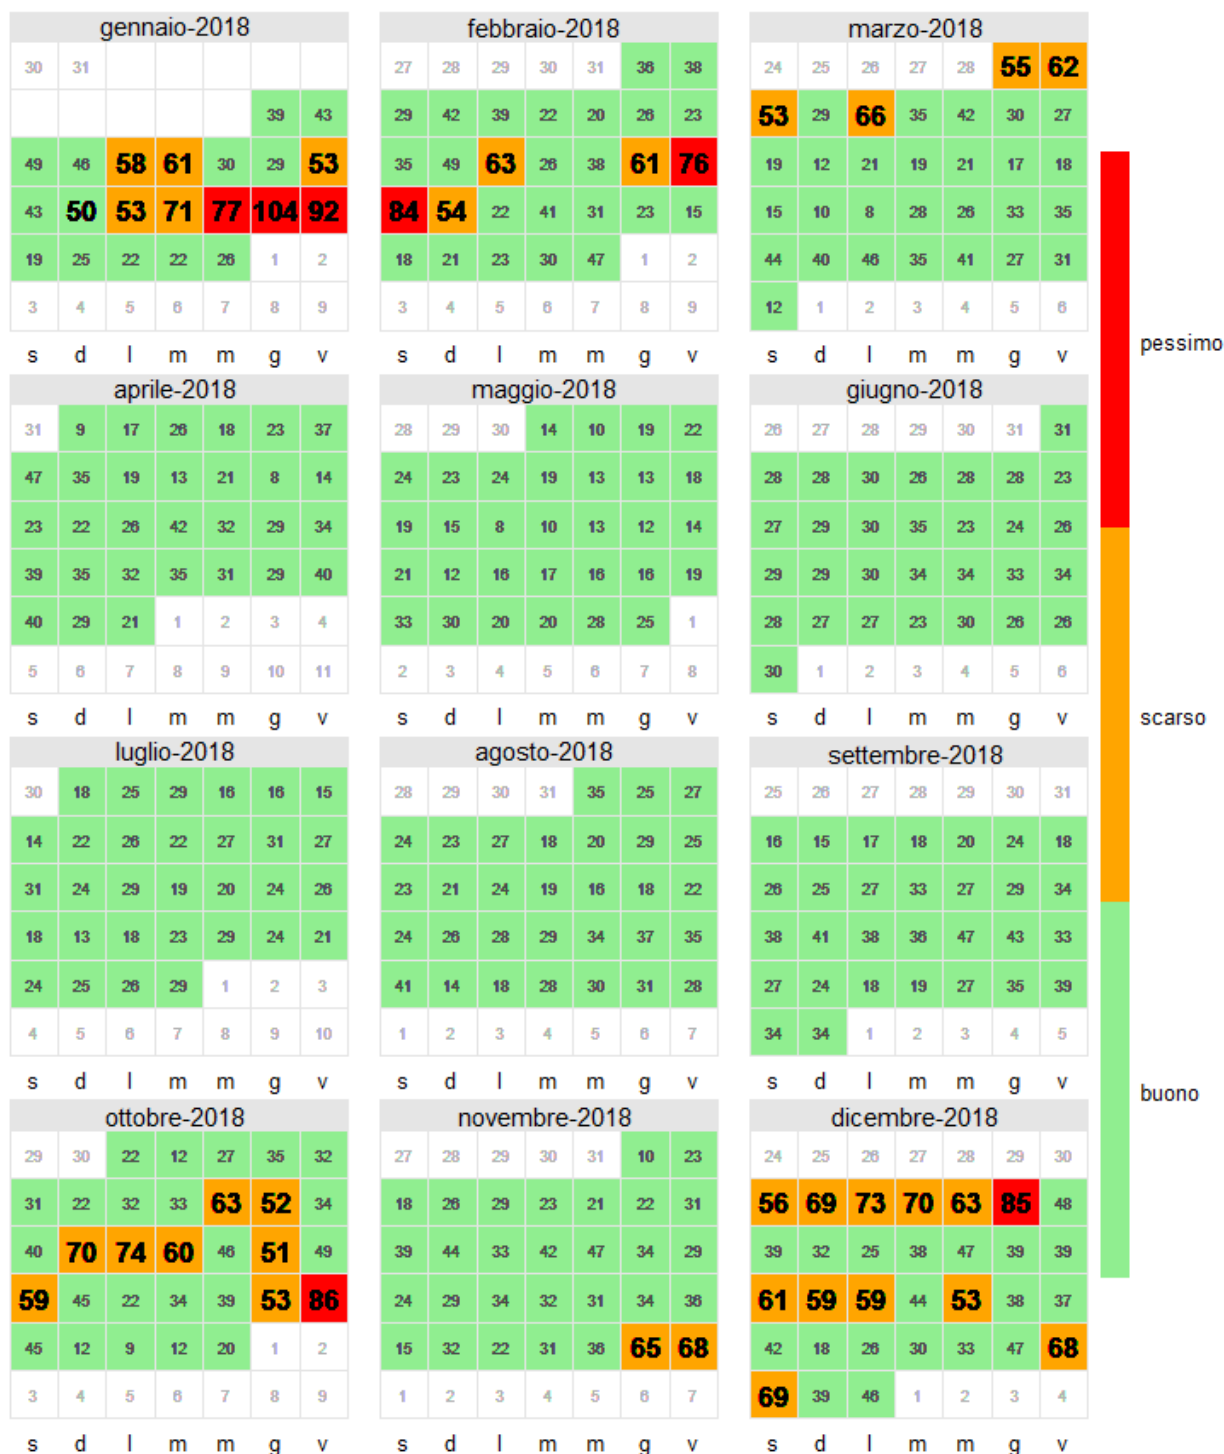 gennaio-2018 febbraio-2018 marzo-2018
30 31 27 28 29 30 31 36 38 24 25 26 27 28 55 62
39 43 29 42 39 22 20 26 23 53 29 66 35 42 30 27
49 46 58 61 30 29 53 35 49 63 26 38 61 76 19 12 21 19 21 17 18
43 50 53 71 77 104 92 84 54 22 41 31 23 15 15 10 8 28 26 33 35
19 25 22 22 26 1 2 18 21 23 30 47 1 2 44 40 46 35 41 27 31
3 4 5 6 7 8 9 3 4 5 6 7 8 9 12 1 2 3 4 5 6
pessimo
s d l m m g v s d l m m g v s d l m m g v
aprile-2018 maggio-2018 giugno-2018
31 9 17 26 18 23 37 28 29 30 14 10 19 22 26 27 28 29 30 31 31
47 35 19 13 21 8 14 24 23 24 19 13 13 18 28 28 30 26 28 28 23
23 22 26 42 32 29 34 19 15 8 10 13 12 14 27 29 30 35 23 24 26
39 35 32 35 31 29 40 21 12 16 17 16 16 19 29 29 30 34 34 33 34
40 29 21 1 2 3 4 33 30 20 20 28 25 1 28 27 27 23 30 26 26
5 6 7 8 9 10 11 2 3 4 5 6 7 8 30 1 2 3 4 5 6
s d l m m g v s d l m m g v s d l m m g v
scarso
luglio-2018 agosto-2018 settembre-2018
30 18 25 29 16 16 15 28 29 30 31 35 25 27 25 26 27 28 29 30 31
14 22 26 22 27 31 27 24 23 27 18 20 29 25 16 15 17 18 20 24 18
31 24 29 19 20 24 26 23 21 24 19 16 18 22 26 25 27 33 27 29 34
18 13 18 23 29 24 21 24 26 28 29 34 37 35 38 41 38 36 47 43 33
24 25 26 29 1 2 3 41 14 18 28 30 31 28 27 24 18 19 27 35 39
4 5 6 7 8 9 10 1 2 3 4 5 6 7 34 34 1 2 3 4 5
s d l m m g v s d l m m g v s d l m m g v
buono
ottobre-2018 novembre-2018 dicembre-2018
29 30 22 12 27 35 32 27 28 29 30 31 10 23 24 25 26 27 28 29 30
31 22 32 33 63 52 34 18 26 29 23 21 22 31 56 69 73 70 63 85 48
40 70 74 60 46 51 49 39 44 33 42 47 34 29 39 32 25 38 47 39 39
59 45 22 34 39 53 86 24 29 34 32 31 34 36 61 59 59 44 53 38 37
45 12 9 12 20 1 2 15 32 22 31 36 65 68 42 18 26 30 33 47 68
3 4 5 6 7 8 9 1 2 3 4 5 6 7 69 39 46 1 2 3 4
s d l m m g v s d l m m g v s d l m m g v